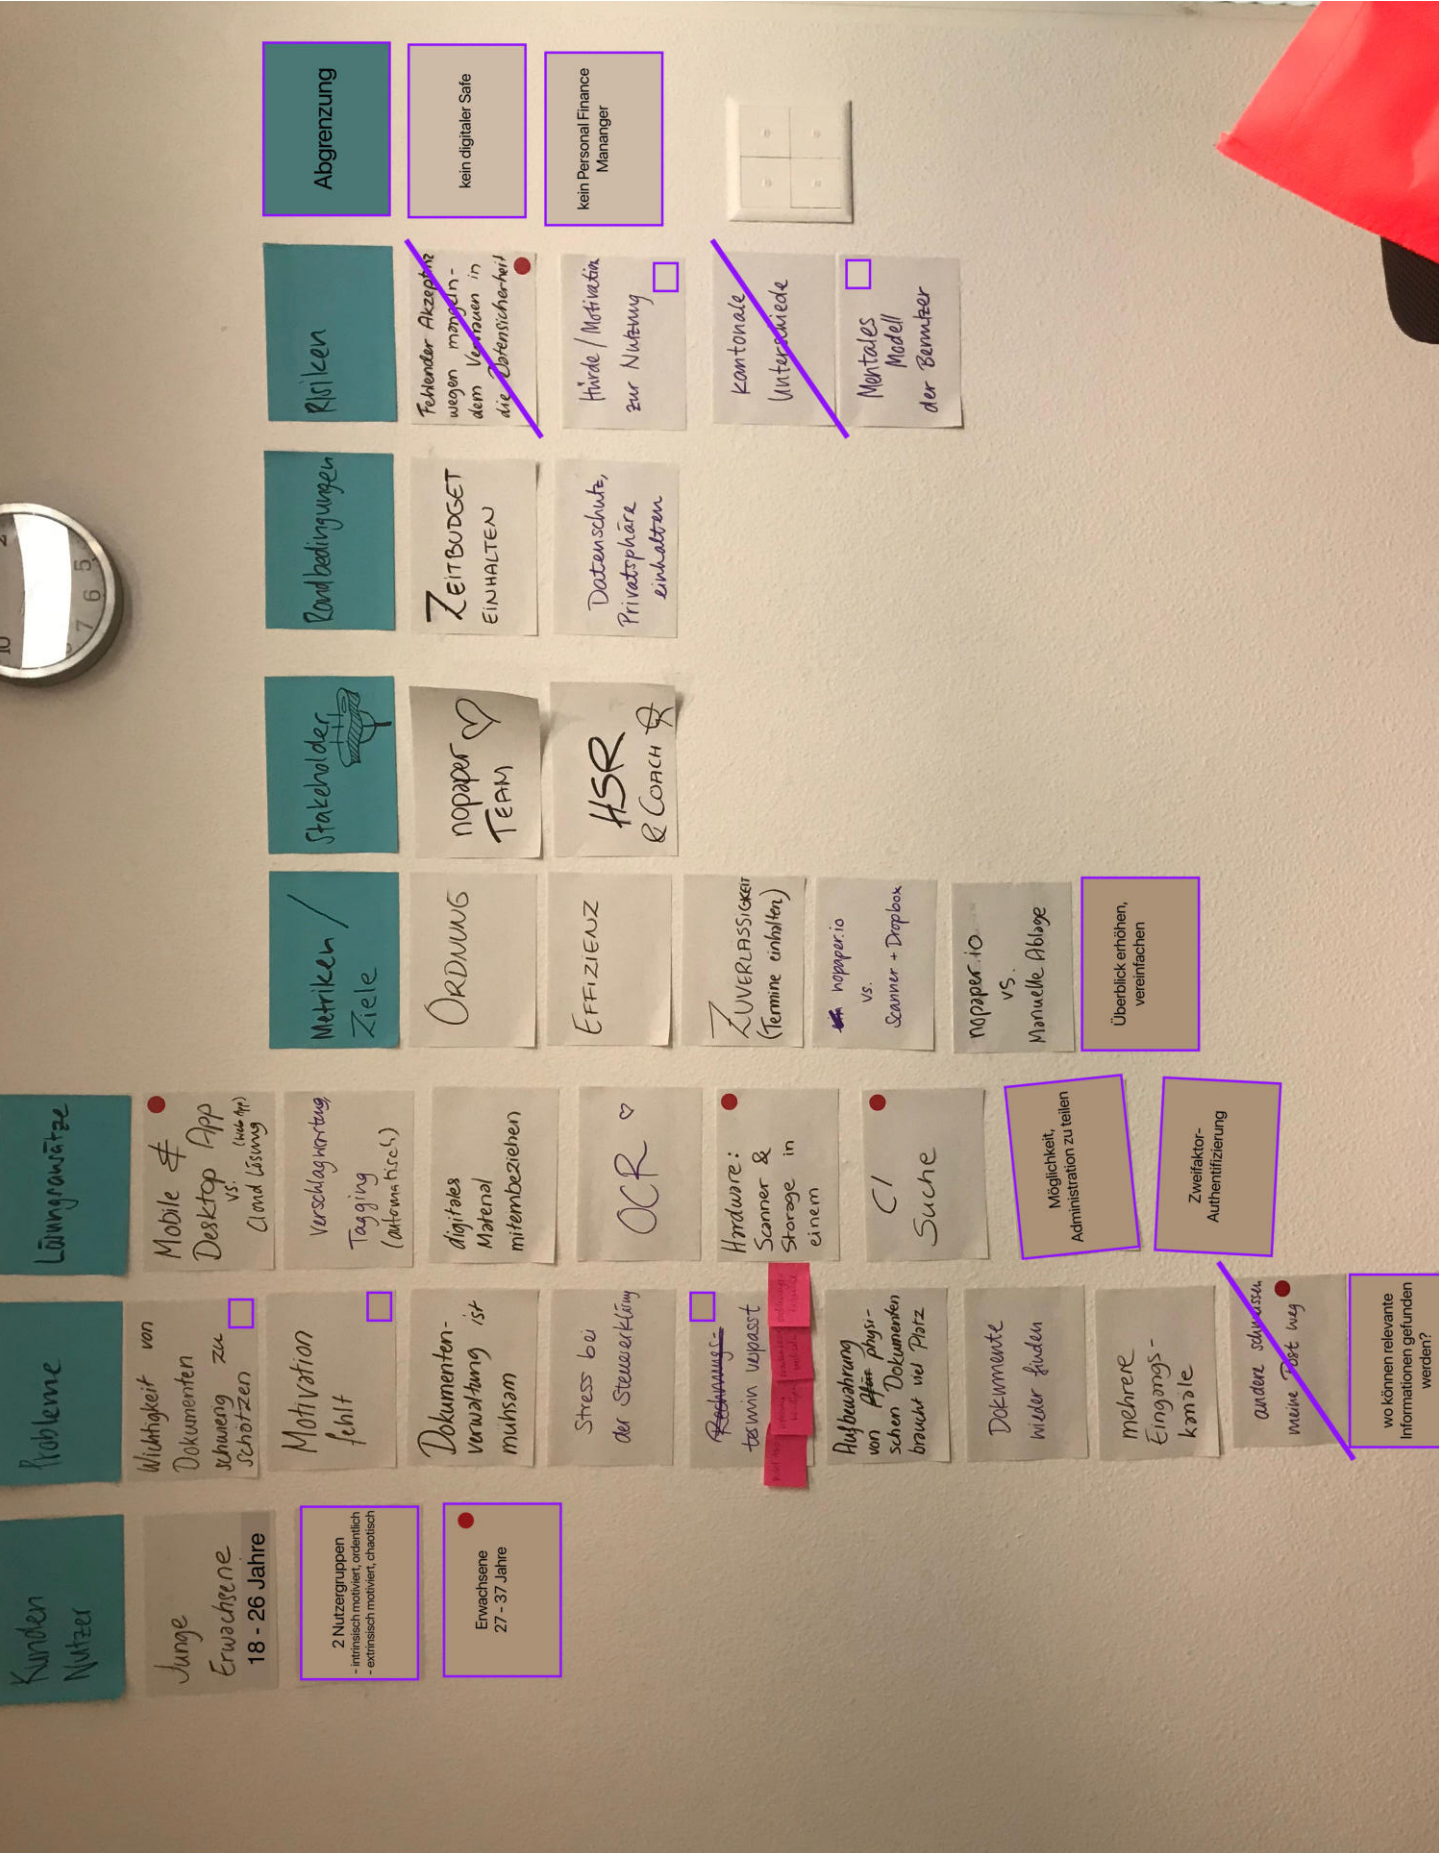 Kunden
Nutzer
Junge
Erwachsene
18 - 26 Jahre
2 Nutzergruppen
- intrinsisch motiviert, ordentlich
- extrinsisch motiviert, chaotisch
Erwachsene
27 - 37 Jahre
Probleme
Wichtigkeit von
Dokumenten
schwierig zu
schätzen
Motivation
fehlt
Dokumenten-
verwaltung ist
mühsam
Stress bei
der Steuererklärung
Rechnungs-
termin verpasst
Aufbewahrung
von physi-
schen Dokumenten
braucht viel Platz
Dokumente
wieder finden
mehrere
Eingangs-
kanäle
andere schmeissen
meine Post weg
wo können relevante
Informationen gefunden
werden?
Lösungsansätze
Mobile &
Desktop App
vs. (Web App)
Cloud Lösung
Verschlagwortung,
Tagging
(automatisch)
digitales
Material
miteinbeziehen
OCR ♡
Hardware:
Scanner &
Storage in
einem
C/
Suche
Möglichkeit,
Administration zu teilen
Zweifaktor-
Authentifizierung
Metriken /
Ziele
ORDNUNG
EFFIZIENZ
ZUVERLÄSSIGKEIT
(Termine einhalten)
nopaper.io
vs.
Scanner + Dropbox
nopaper.io
vs.
Manuelle Ablage
Überblick erhöhen,
vereinfachen
Stakeholder
nopaper ♡
TEAM
HSR
& COACH
Randbedingungen
ZEITBUDGET
EINHALTEN
Datenschutz,
Privatsphäre
einhalten
Risiken
Fehlender Akzeptanz
wegen mangeln-
dem Vertrauen in
die Datensicherheit
Hürde / Motivation
zur Nutzung
Kantonale
Unterschiede
Mentales
Modell
der Benutzer
Abgrenzung
kein digitaler Safe
kein Personal Finance
Mananger
10
2
7 6 5